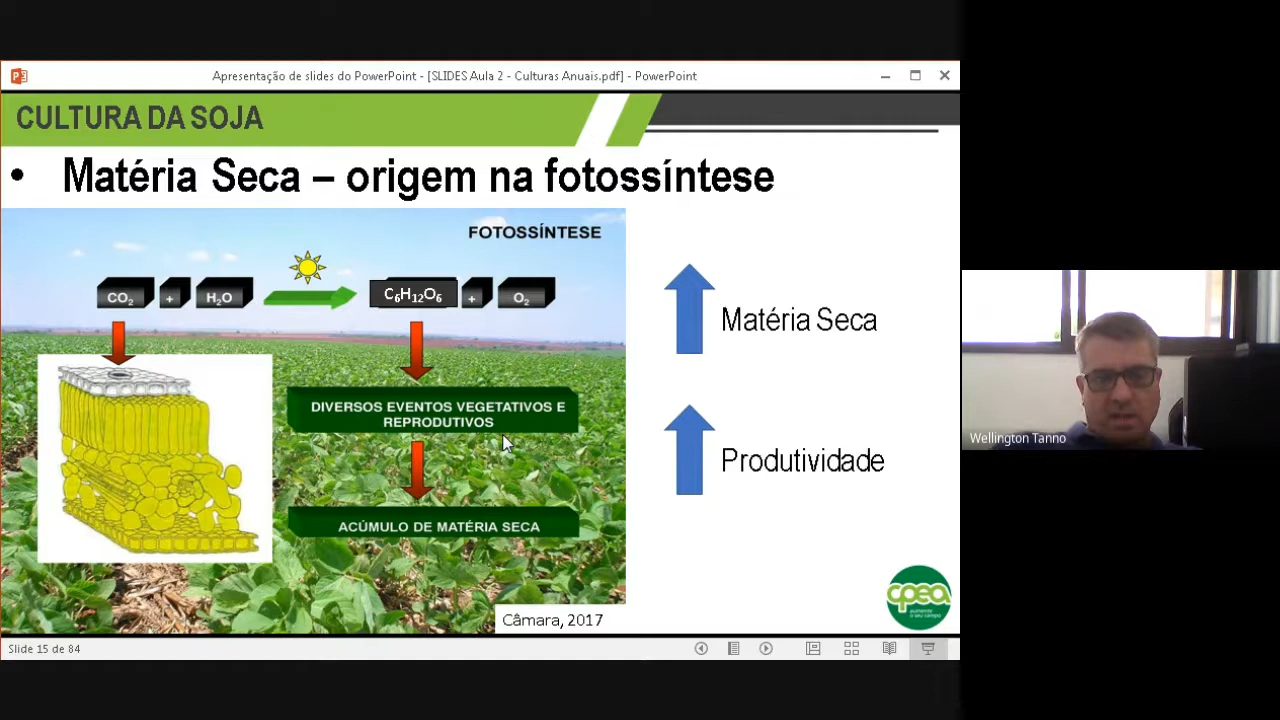 Apresentação de slides do PowerPoint - [SLIDES Aula 2 - Culturas Anuais.pdf] - PowerPoint
CULTURA DA SOJA
• Matéria Seca – origem na fotossíntese
FOTOSSÍNTESE
CO₂ + H₂O C₆H₁₂O₆ + O₂
Matéria Seca
DIVERSOS EVENTOS VEGETATIVOS E
REPRODUTIVOS
Produtividade
ACÚMULO DE MATÉRIA SECA
Câmara, 2017
cpea
Slide 15 de 84
Wellington Tanno